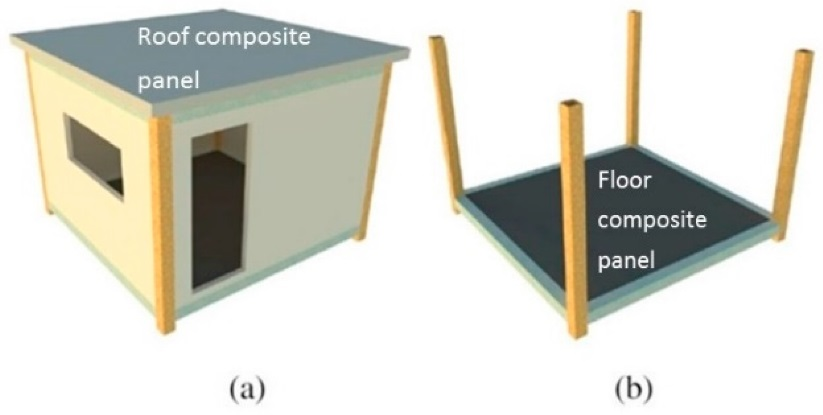 Roof composite
panel
Floor
composite
panel
(a)
(b)